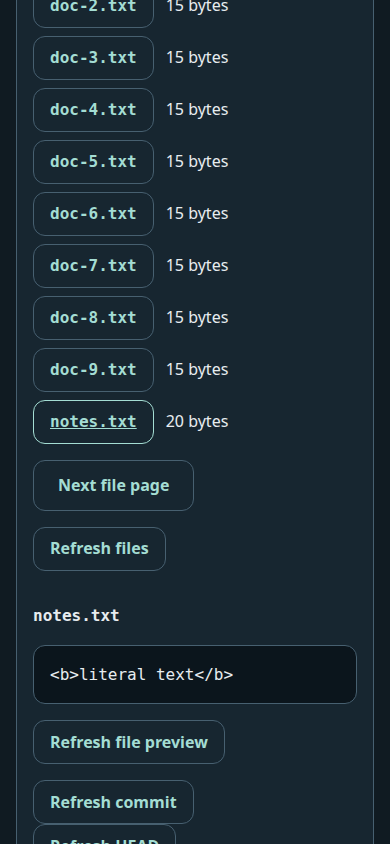 doc-2.txt 15 bytes
doc-3.txt 15 bytes
doc-4.txt 15 bytes
doc-5.txt 15 bytes
doc-6.txt 15 bytes
doc-7.txt 15 bytes
doc-8.txt 15 bytes
doc-9.txt 15 bytes
notes.txt 20 bytes
Next file page
Refresh files
notes.txt
<b>literal text</b>
Refresh file preview
Refresh commit
Refresh HEAD